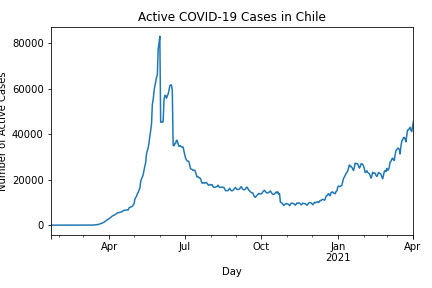 Active COVID-19 Cases in Chile
Number of Active Cases
80000
60000
40000
20000
0
Apr
Jul
Oct
Jan
2021
Apr
Day